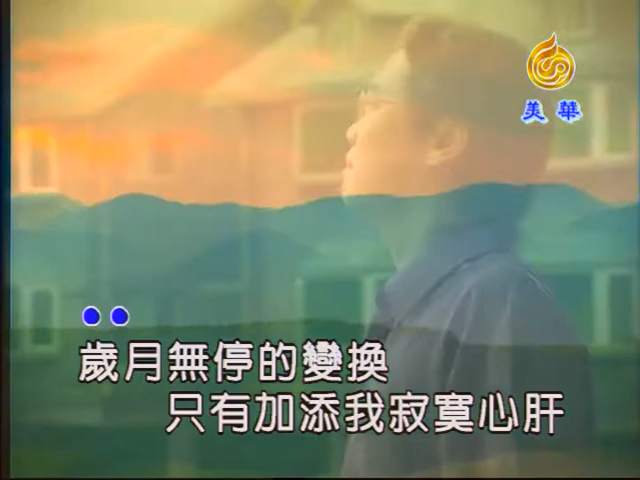 美華
歲月無停的變換
只有加添我寂寞心肝